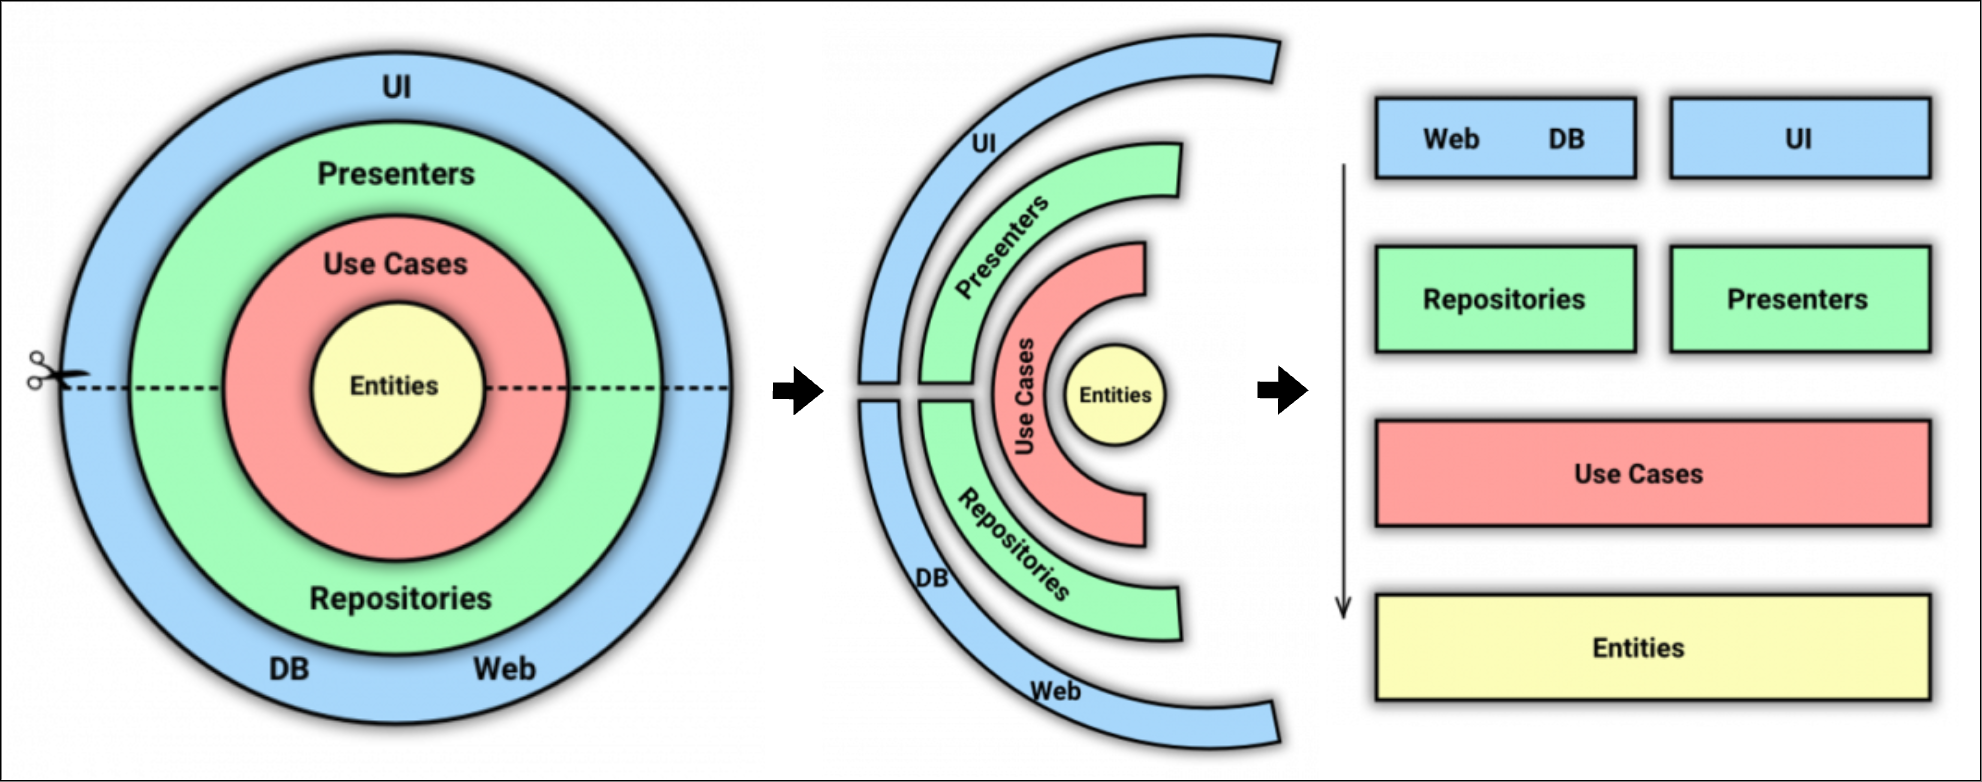 UI
Presenters
Use Cases
Entities
Repositories
DB Web
UI
Presenters
Use Cases
Entities
Repositories
DB
Web
Web DB
UI
Repositories
Presenters
Use Cases
Entities